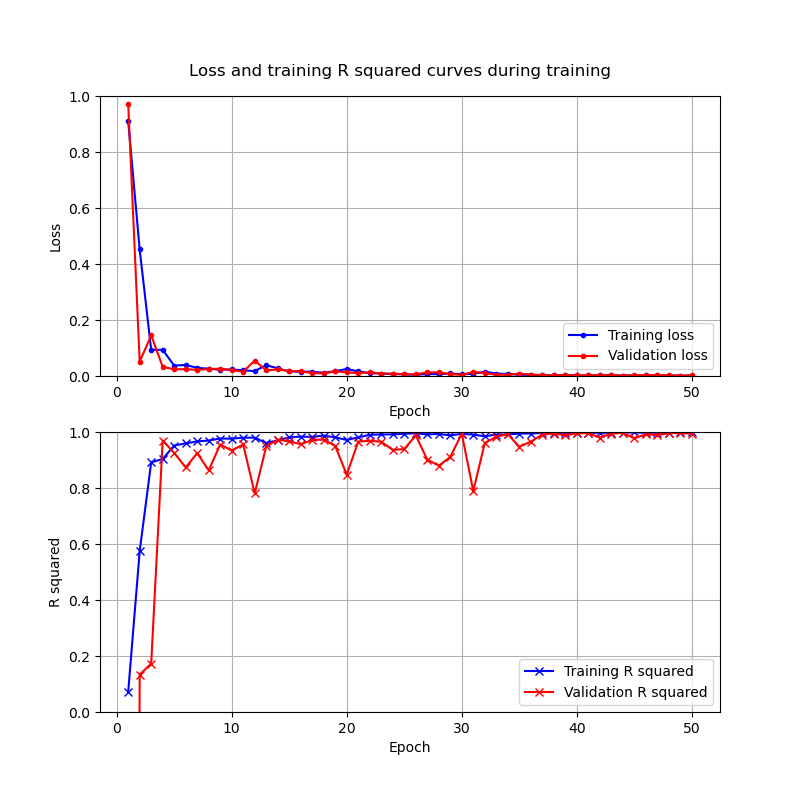 Loss and training R squared curves during training
1.0
0.8
0.6
0.4
0.2
0.0
Loss
Training loss
Validation loss
0 10 20 30 40 50
Epoch
1.0
0.8
0.6
0.4
0.2
0.0
R squared
Training R squared
Validation R squared
0 10 20 30 40 50
Epoch